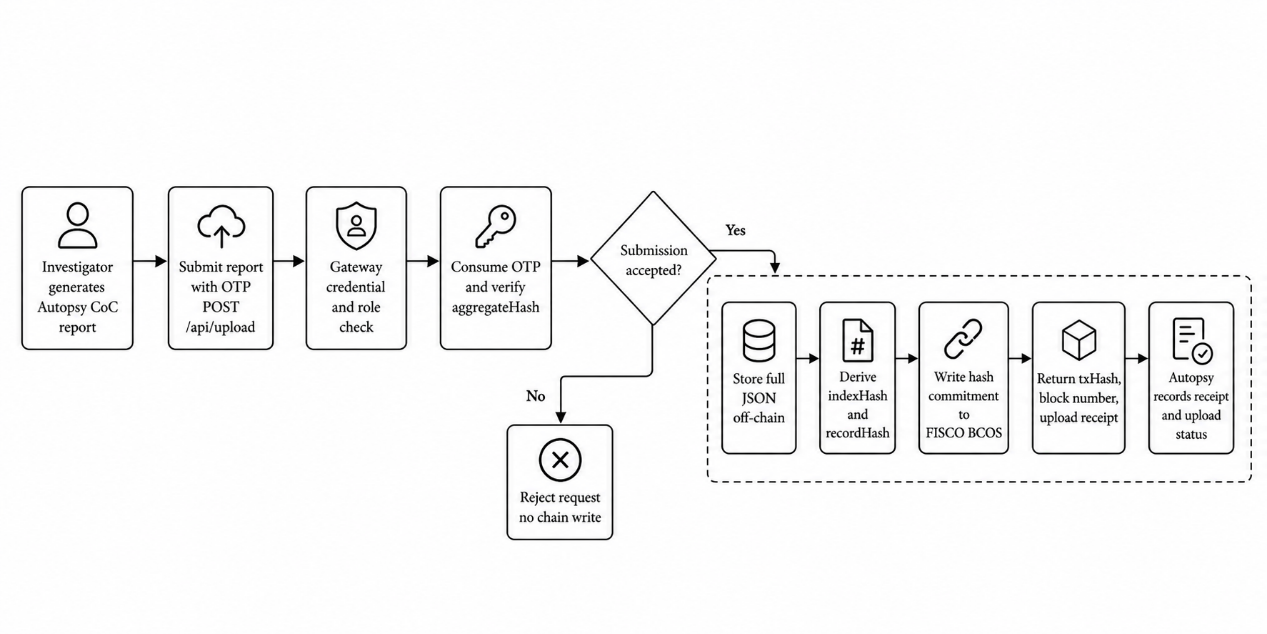 Investigator
generates
Autopsy CoC
report
Submit report
with OTP
POST
/api/upload
Gateway
credential
and role
check
Consume OTP
and verify
aggregateHash
Submission
accepted?
Yes
No
Reject request
no chain write
Store full
JSON
off-chain
#
Derive
indexHash
and
recordHash
Write hash
commitment
to
FISCO BCOS
Return txHash,
block number,
upload receipt
Autopsy
records receipt
and upload
status